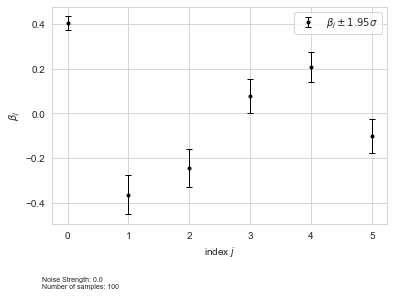 0.4
0.2
0.0
−0.2
−0.4
β_j
β_j ± 1.95σ
0 1 2 3 4 5
index j
Noise Strength: 0.0
Number of samples: 100